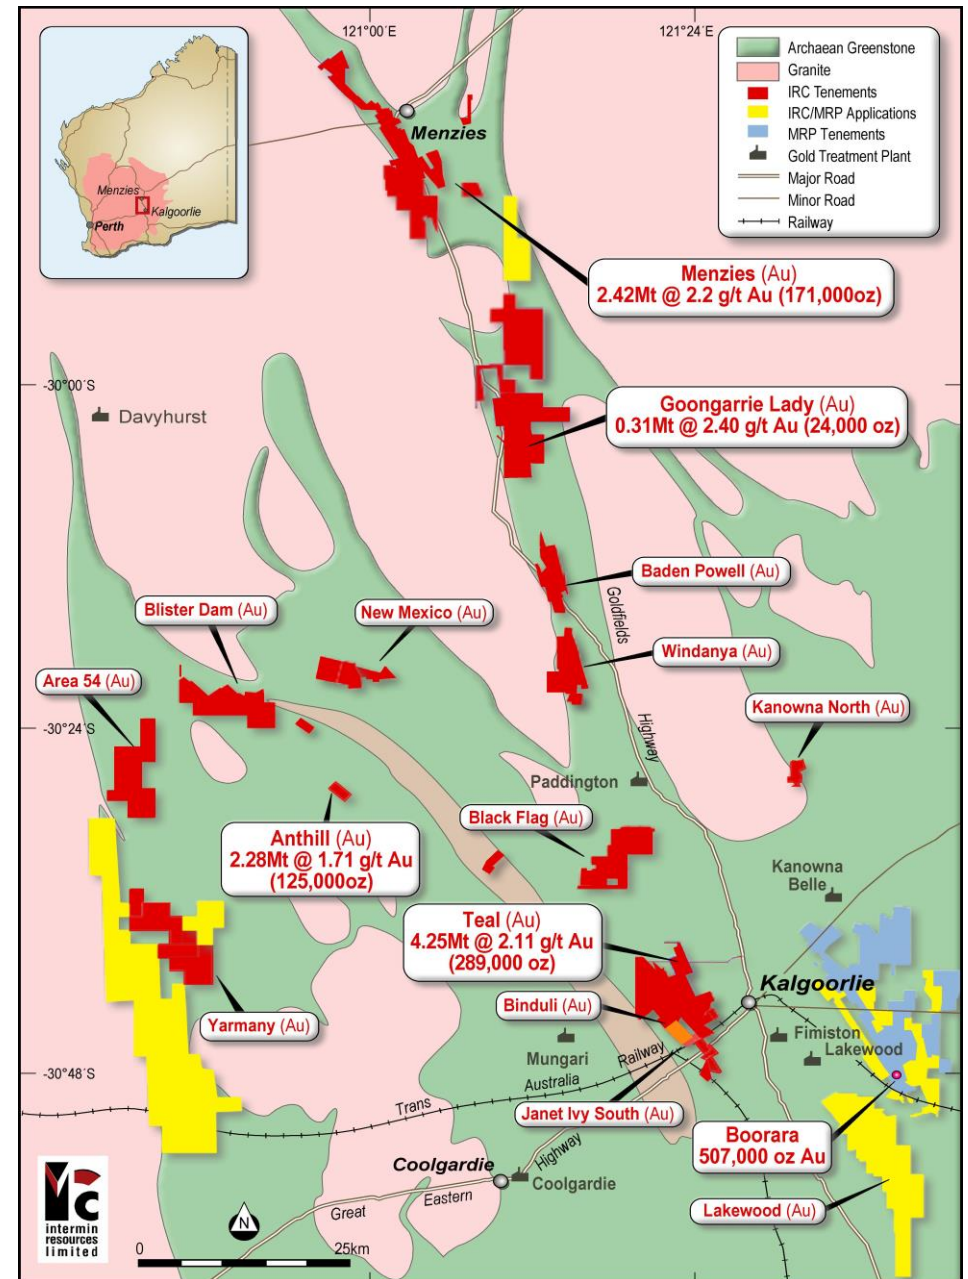 121°00´E
121°24´E
Archaean Greenstone
Granite
IRC Tenements
IRC/MRP Applications
MRP Tenements
Gold Treatment Plant
Major Road
Minor Road
Railway
Menzies
Kalgoorlie
Perth
Menzies
Menzies (Au)
2.42Mt @ 2.2 g/t Au (171,000oz)
-30°00´S
Davyhurst
Goongarrie Lady (Au)
0.31Mt @ 2.40 g/t Au (24,000 oz)
Baden Powell (Au)
Goldfields
Highway
Blister Dam (Au)
New Mexico (Au)
Windanya (Au)
Area 54 (Au)
Kanowna North (Au)
-30°24´S
Paddington
Black Flag (Au)
Anthill (Au)
2.28Mt @ 1.71 g/t Au
(125,000oz)
Kanowna
Belle
Teal (Au)
4.25Mt @ 2.11 g/t Au
(289,000 oz)
Kalgoorlie
Binduli (Au)
Yarmany (Au)
Mungari
Fimiston
Lakewood
-30°48´S
Trans
Australia
Railway
Janet Ivy South (Au)
Boorara
507,000 oz Au
Coolgardie
Coolgardie
Great
Eastern
Highway
Lakewood (Au)
intermin
resources
limited
N
0
25km